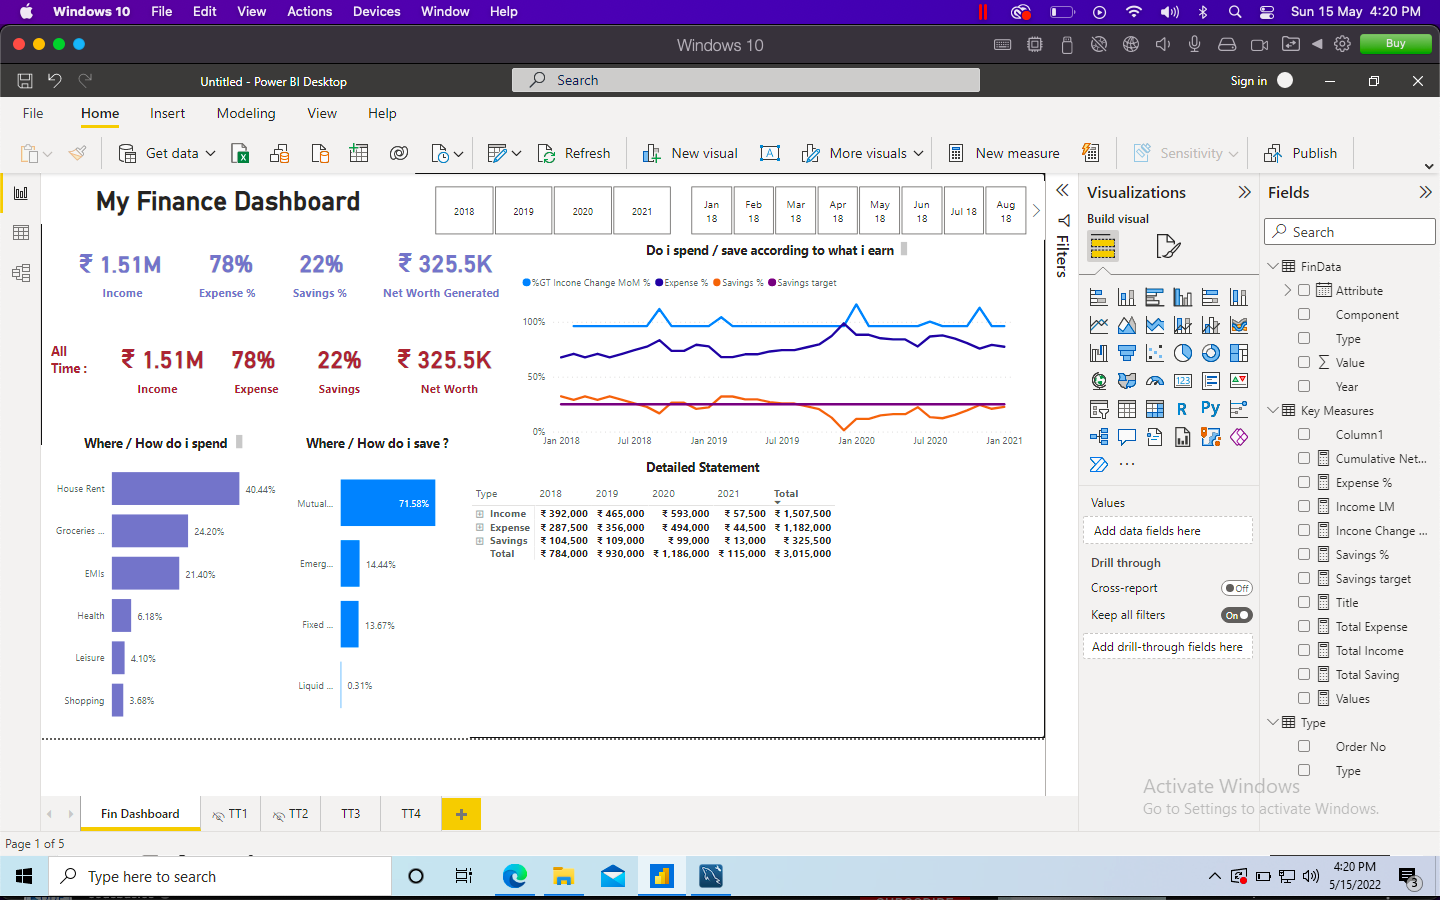 Windows 10 File Edit View Actions Devices Window Help Sun 15 May 4:20 PM
Windows 10 Buy
Untitled - Power BI Desktop Search Sign in
File Home Insert Modeling View Help
Get data Refresh New visual More visuals New measure Sensitivity Publish
My Finance Dashboard
2018 2019 2020 2021
Jan 18 Feb 18 Mar 18 Apr 18 May 18 Jun 18 Jul 18 Aug 18
₹ 1.51M 78% 22% ₹ 325.5K
Income Expense % Savings % Net Worth Generated
All Time :
₹ 1.51M 78% 22% ₹ 325.5K
Income Expense Savings Net Worth
Do i spend / save according to what i earn
%GT Incone Change MoM % Expense % Savings % Savings target
100%
50%
0%
Jan 2018 Jul 2018 Jan 2019 Jul 2019 Jan 2020 Jul 2020 Jan 2021
Where / How do i spend
House Rent 40.44%
Groceries ... 24.20%
EMIs 21.40%
Health 6.18%
Leisure 4.10%
Shopping 3.68%
Where / How do i save ?
Mutual... 71.58%
Emerg... 14.44%
Fixed ... 13.67%
Liquid ... 0.31%
Detailed Statement
Type 2018 2019 2020 2021 Total
Income ₹ 392,000 ₹ 465,000 ₹ 593,000 ₹ 57,500 ₹ 1,507,500
Expense ₹ 287,500 ₹ 356,000 ₹ 494,000 ₹ 44,500 ₹ 1,182,000
Savings ₹ 104,500 ₹ 109,000 ₹ 99,000 ₹ 13,000 ₹ 325,500
Total ₹ 784,000 ₹ 930,000 ₹ 1,186,000 ₹ 115,000 ₹ 3,015,000
Filters
Visualizations
Build visual
123
R Py
Values
Add data fields here
Drill through
Cross-report Off
Keep all filters On
Add drill-through fields here
Fields
Search
FinData
Attribute
Component
Type
Value
Year
Key Measures
Column1
Cumulative Net...
Expense %
Income LM
Incone Change ...
Savings %
Savings target
Title
Total Expense
Total Income
Total Saving
Values
Type
Order No
Type
Activate Windows
Go to Settings to activate Windows.
Fin Dashboard TT1 TT2 TT3 TT4 +
Page 1 of 5
Type here to search
4:20 PM
5/15/2022
3